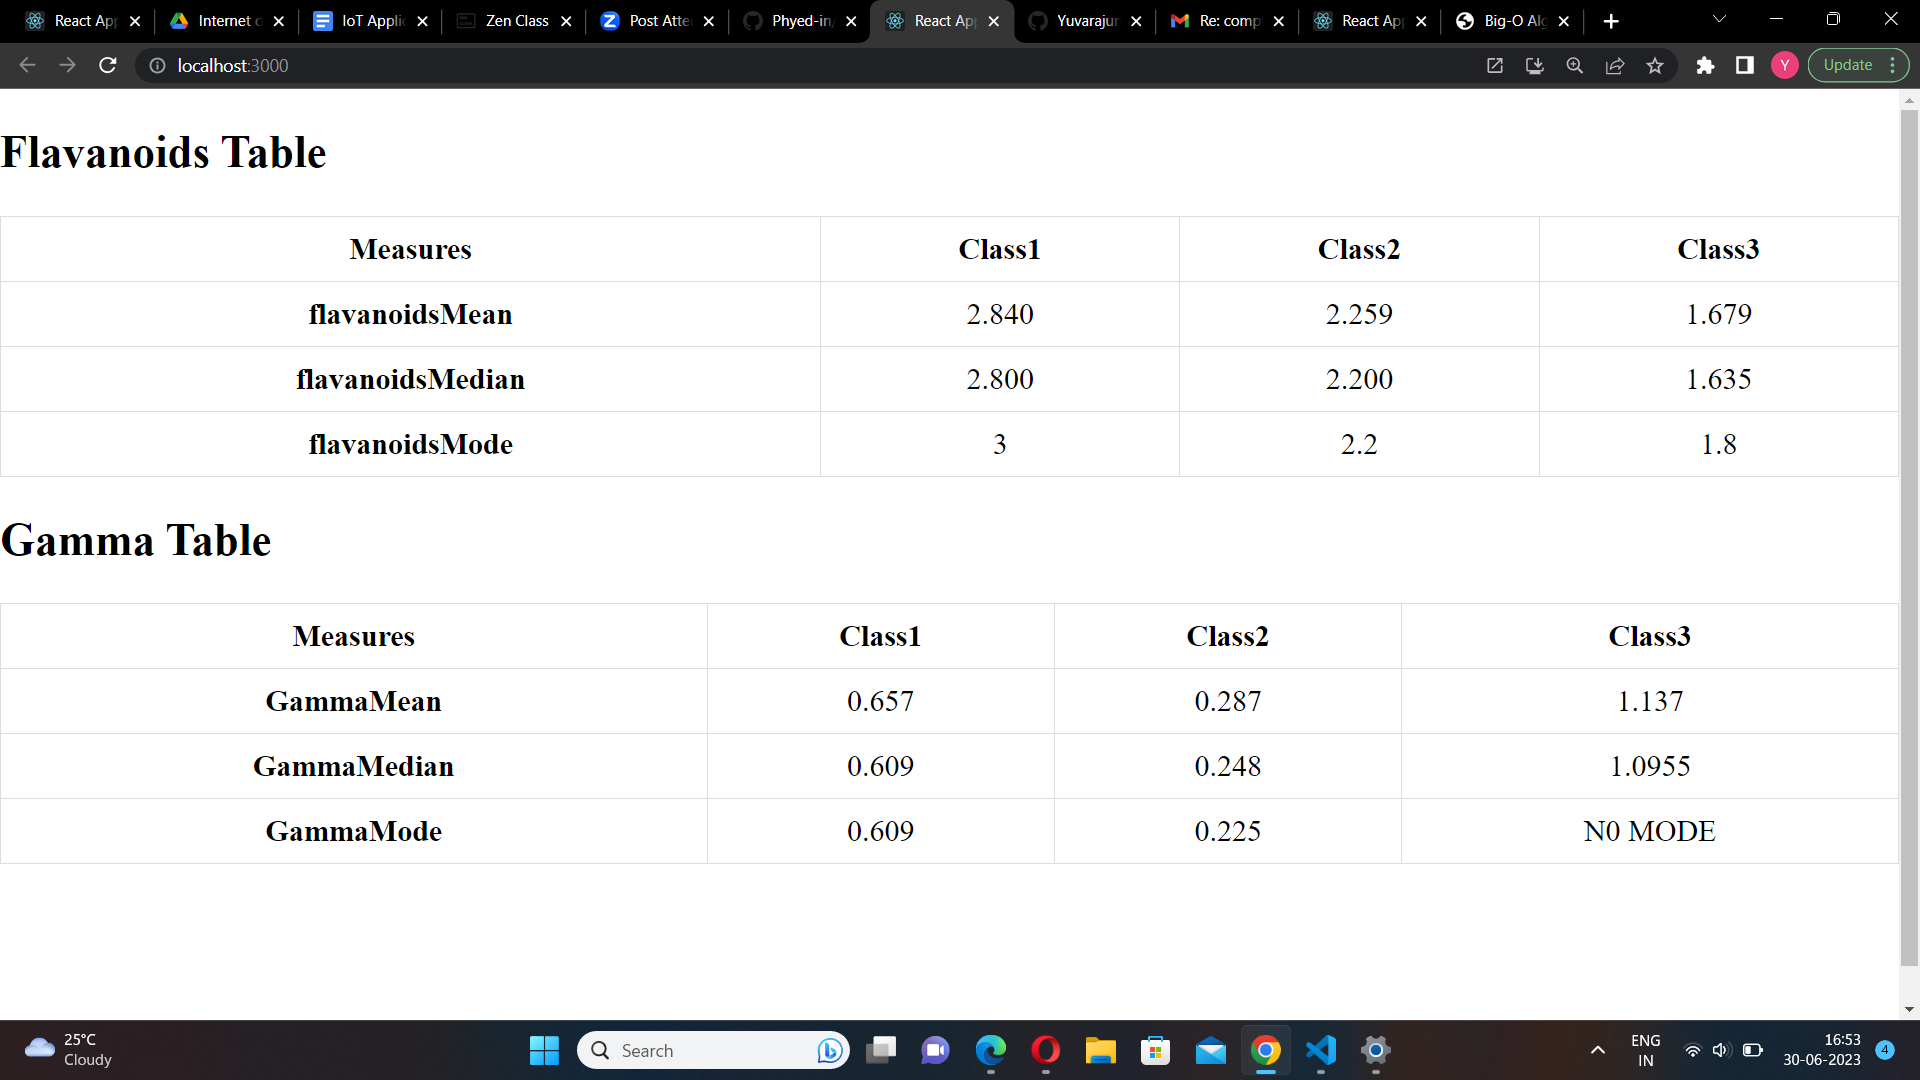 React Ap
Internet o
IoT Applic
Zen Class
Post Atte
Phyed-in/
React Ap
Yuvarajur
Re: comp
React Ap
Big-O Alg
localhost:3000
Y
Update
Flavanoids Table
Measures Class1 Class2 Class3
flavanoidsMean 2.840 2.259 1.679
flavanoidsMedian 2.800 2.200 1.635
flavanoidsMode 3 2.2 1.8
Gamma Table
Measures Class1 Class2 Class3
GammaMean 0.657 0.287 1.137
GammaMedian 0.609 0.248 1.0955
GammaMode 0.609 0.225 N0 MODE
25°C
Cloudy
Search
ENG
IN
16:53
30-06-2023
4